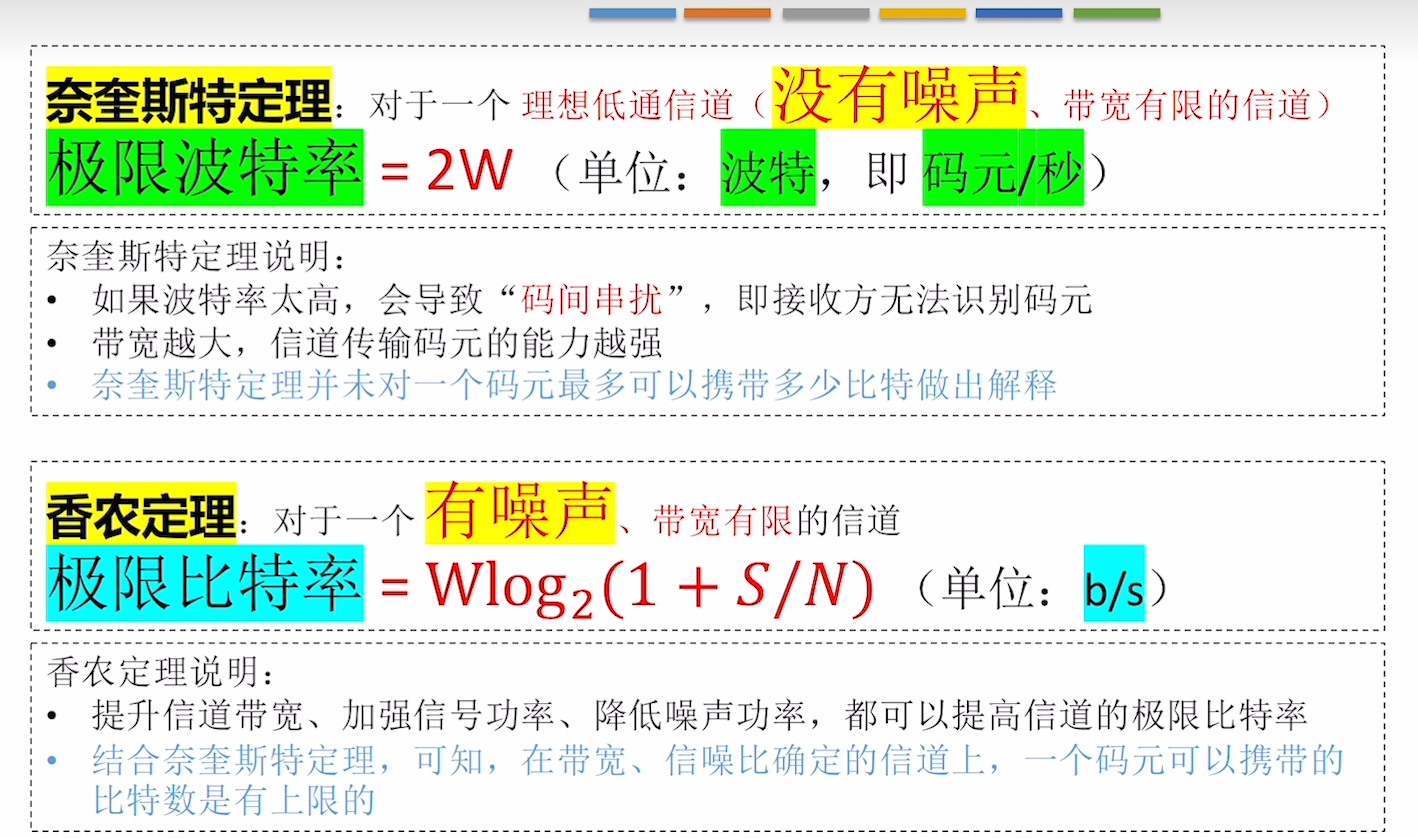 奈奎斯特定理：对于一个 理想低通信道（没有噪声、带宽有限的信道）
极限波特率 = 2W （单位：波特，即 码元/秒）
奈奎斯特定理说明：
• 如果波特率太高，会导致“码间串扰”，即接收方无法识别码元
• 带宽越大，信道传输码元的能力越强
• 奈奎斯特定理并未对一个码元最多可以携带多少比特做出解释
香农定理：对于一个 有噪声、带宽有限的信道
极限比特率 = Wlog₂(1 + S/N) （单位：b/s）
香农定理说明：
• 提升信道带宽、加强信号功率、降低噪声功率，都可以提高信道的极限比特率
• 结合奈奎斯特定理，可知，在带宽、信噪比确定的信道上，一个码元可以携带的
比特数是有上限的